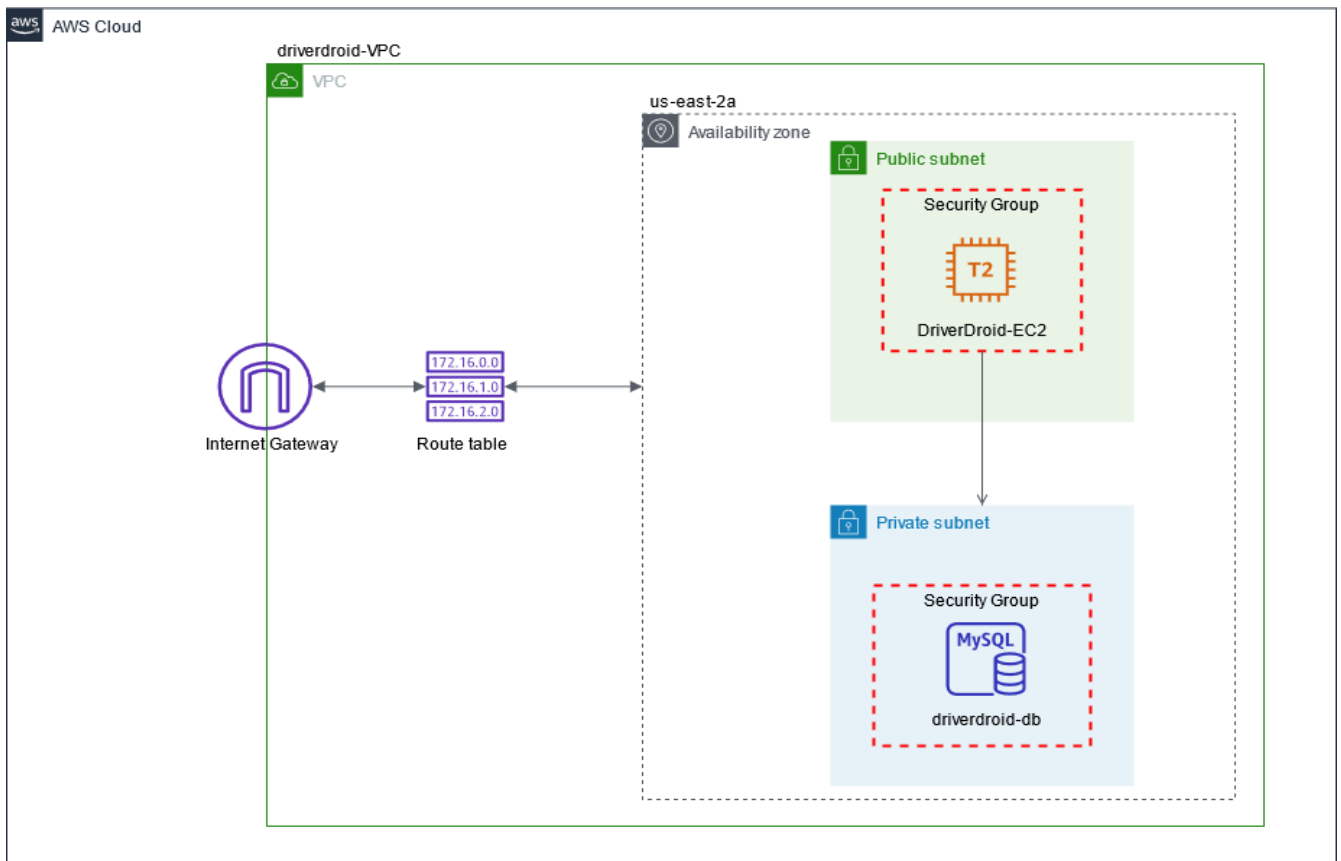 aws
AWS Cloud
driverdroid-VPC
VPC
us-east-2a
Availability zone
Public subnet
Security Group
T2
DriverDroid-EC2
172.16.0.0
172.16.1.0
172.16.2.0
Internet Gateway
Route table
Private subnet
Security Group
MySQL
driverdroid-db